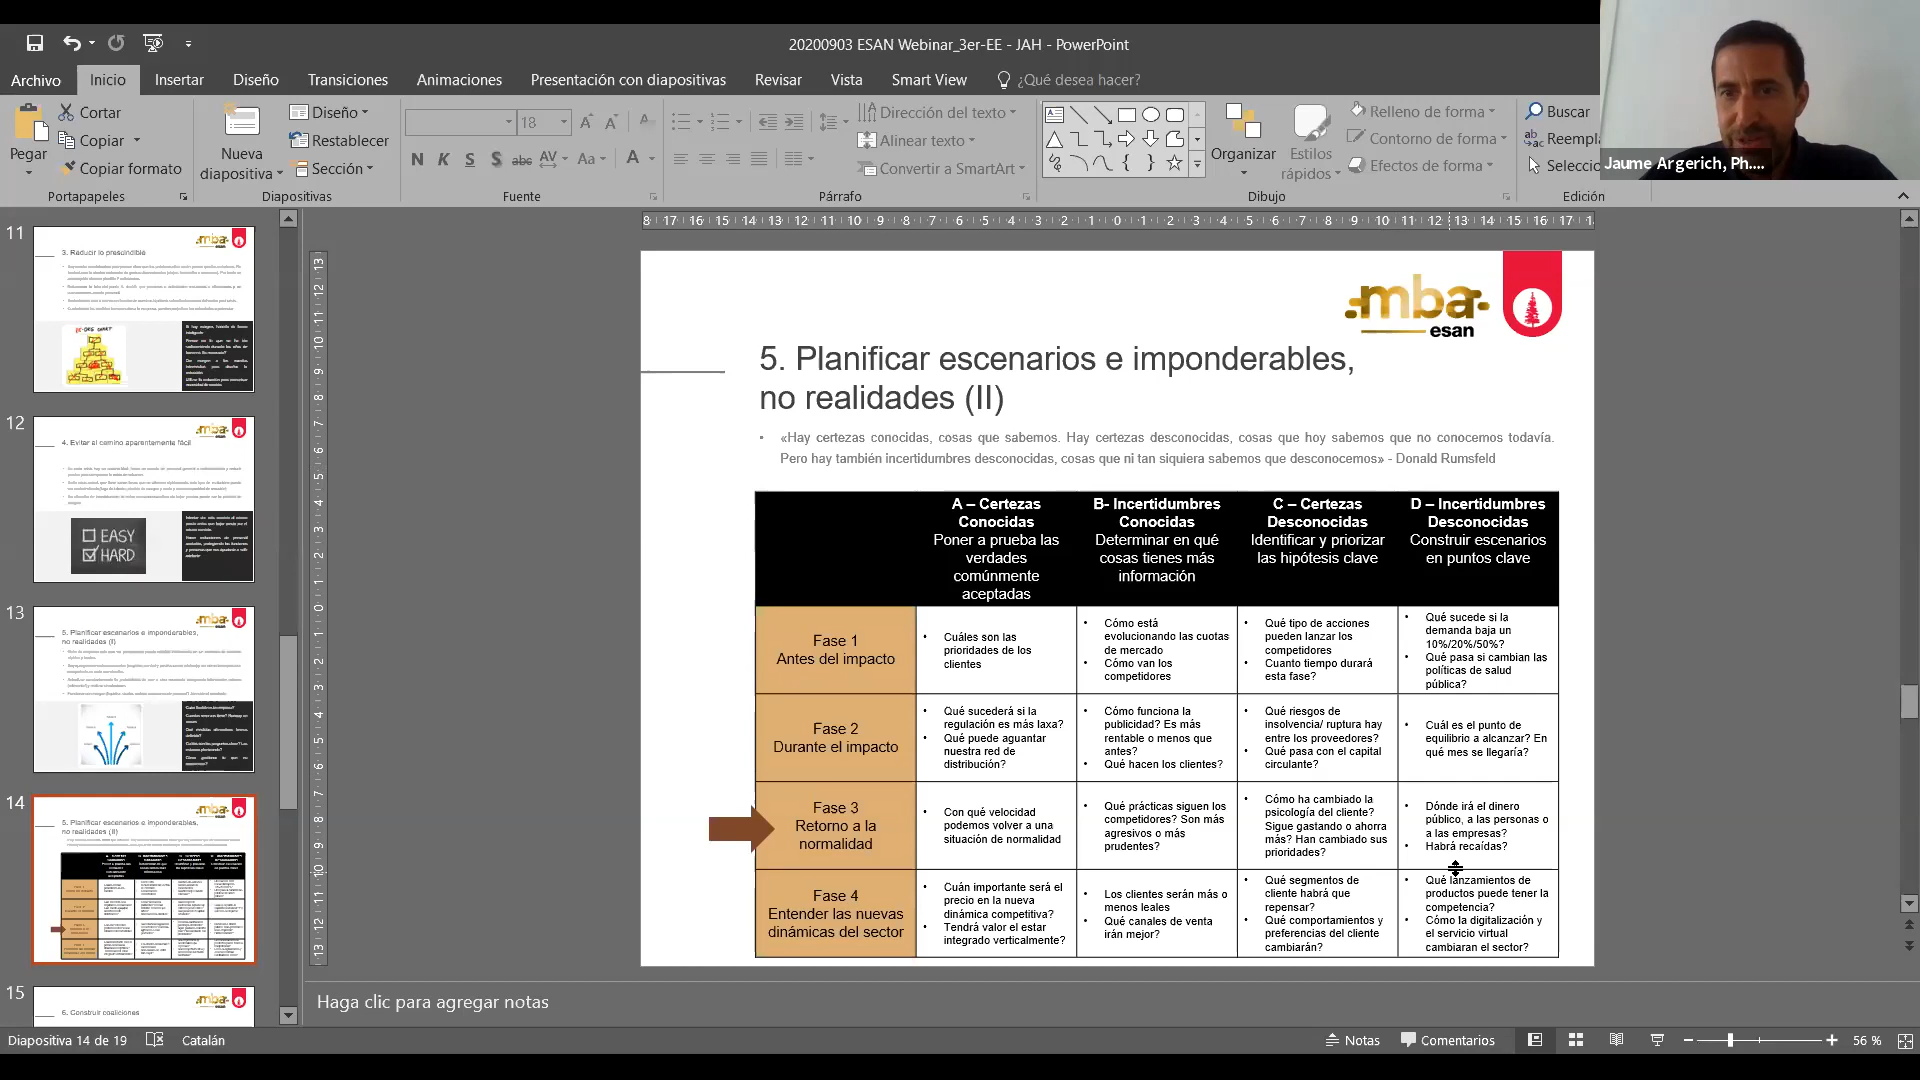 20200903 ESAN Webinar_3er-EE - JAH - PowerPoint
Archivo Inicio Insertar Diseño Transiciones Animaciones Presentación con diapositivas Revisar Vista Smart View ¿Qué desea hacer?
Pegar
Cortar
Copiar
Copiar formato
Portapapeles
Nueva
diapositiva
Diseño
Restablecer
Sección
Diapositivas
18
N K S S abc AV Aa A
Fuente
Dirección del texto
Alinear texto
Convertir a SmartArt
Párrafo
Organizar
Estilos
rápidos
Relleno de forma
Contorno de forma
Efectos de forma
Dibujo
Buscar
Reempl
Selecci
Edición
Jaume Argerich, Ph....
11
3. Reducir lo prescindible
12
4. Evitar el camino aparentemente fácil
EASY
HARD
13
5. Planificar escenarios e imponderables,
no realidades (I)
14
5. Planificar escenarios e imponderables,
no realidades (II)
15
6. Construir coaliciones
mba
esan
5. Planificar escenarios e imponderables,
no realidades (II)
• «Hay certezas conocidas, cosas que sabemos. Hay certezas desconocidas, cosas que hoy sabemos que no conocemos todavía.
Pero hay también incertidumbres desconocidas, cosas que ni tan siquiera sabemos que desconocemos» - Donald Rumsfeld
A – Certezas
Conocidas
Poner a prueba las
verdades
comúnmente
aceptadas
B- Incertidumbres
Conocidas
Determinar en qué
cosas tienes más
información
C – Certezas
Desconocidas
Identificar y priorizar
las hipótesis clave
D – Incertidumbres
Desconocidas
Construir escenarios
en puntos clave
Fase 1
Antes del impacto
• Cuáles son las
prioridades de los
clientes
• Cómo está
evolucionando las cuotas
de mercado
• Cómo van los
competidores
• Qué tipo de acciones
pueden lanzar los
competidores
• Cuanto tiempo durará
esta fase?
• Qué sucede si la
demanda baja un
10%/20%/50%?
• Qué pasa si cambian las
políticas de salud
pública?
Fase 2
Durante el impacto
• Qué sucederá si la
regulación es más laxa?
• Qué puede aguantar
nuestra red de
distribución?
• Cómo funciona la
publicidad? Es más
rentable o menos que
antes?
• Qué hacen los clientes?
• Qué riesgos de
insolvencia/ ruptura hay
entre los proveedores?
• Qué pasa con el capital
circulante?
• Cuál es el punto de
equilibrio a alcanzar? En
qué mes se llegaría?
Fase 3
Retorno a la
normalidad
• Con qué velocidad
podemos volver a una
situación de normalidad
• Qué prácticas siguen los
competidores? Son más
agresivos o más
prudentes?
• Cómo ha cambiado la
psicología del cliente?
Sigue gastando o ahorra
más? Han cambiado sus
prioridades?
• Dónde irá el dinero
público, a las personas o
a las empresas?
• Habrá recaídas?
Fase 4
Entender las nuevas
dinámicas del sector
• Cuán importante será el
precio en la nueva
dinámica competitiva?
• Tendrá valor el estar
integrado verticalmente?
• Los clientes serán más o
menos leales
• Qué canales de venta
irán mejor?
• Qué segmentos de
cliente habrá que
repensar?
• Qué comportamientos y
preferencias del cliente
cambiarán?
• Qué lanzamientos de
productos puede tener la
competencia?
• Cómo la digitalización y
el servicio virtual
cambiaran el sector?
Haga clic para agregar notas
Diapositiva 14 de 19 Catalán Notas Comentarios 56 %